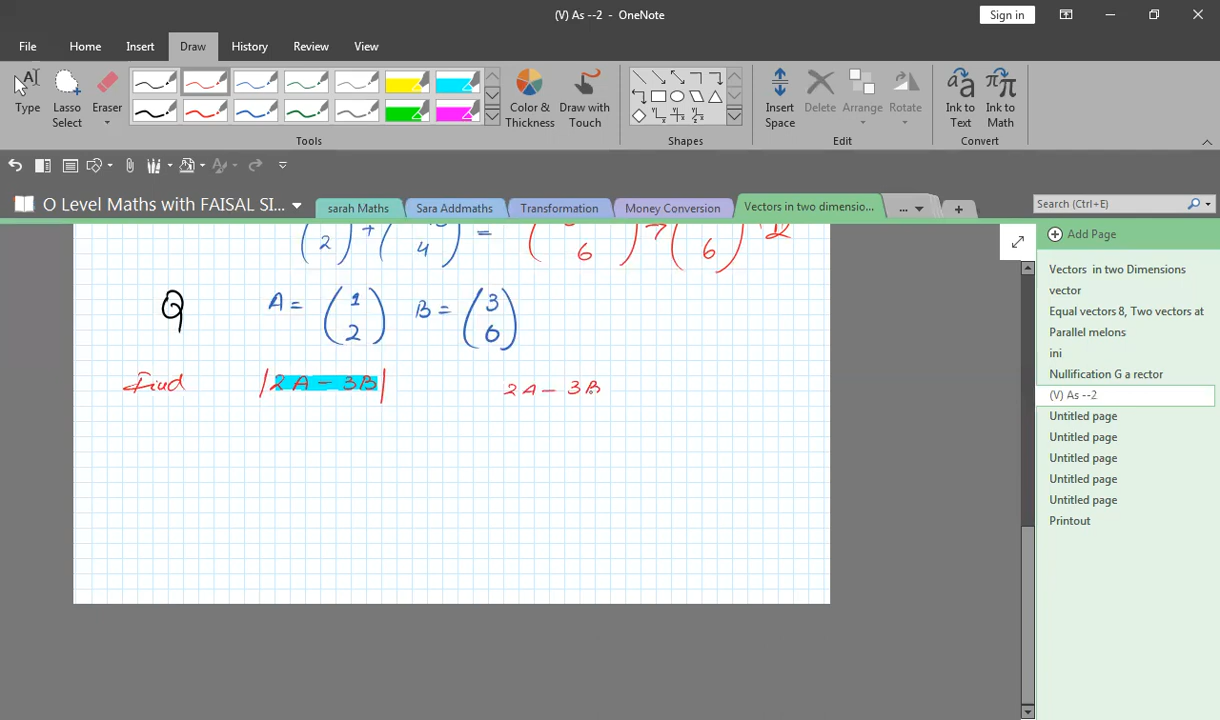 (V) As --2 - OneNote
Sign in
File Home Insert Draw History Review View
Type
Lasso Select
Eraser
Color & Thickness
Draw with Touch
Insert Space
Delete
Arrange
Rotate
Ink to Text
Ink to Math
Tools
Shapes
Edit
Convert
O Level Maths with FAISAL SI...
sarah Maths
Sara Addmaths
Transformation
Money Conversion
Vectors in two dimensio...
...
Search (Ctrl+E)
Add Page
Vectors in two Dimensions
vector
Equal vectors 8, Two vectors at
Parallel melons
ini
Nullification G a rector
(V) As --2
Untitled page
Untitled page
Untitled page
Untitled page
Untitled page
Printout
2 + 4 = 6 6
Q A = (1 2) B = (3 6)
Find |2A - 3B| 2A - 3B